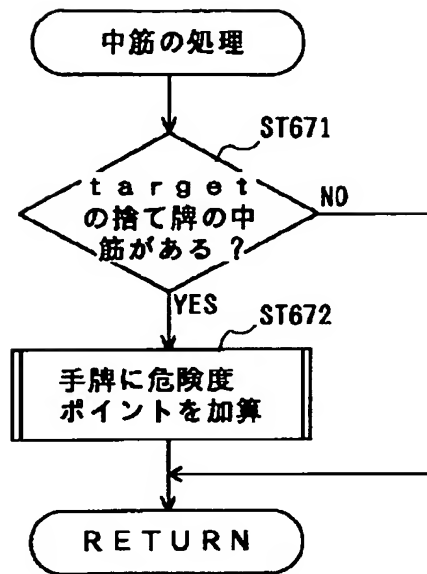 中筋の処理
ST671
target
の捨て牌の中
筋がある?
NO
YES
ST672
手牌に危険度
ポイントを加算
RETURN